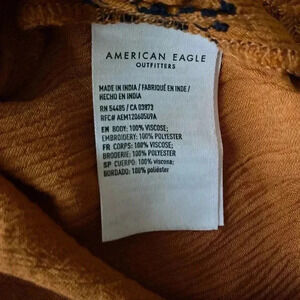 AMERICAN EAGLE
OUTFITTERS
MADE IN INDIA / FABRIQUÉ EN INDE /
HECHO EN INDIA
RN 54485 / CA 03973
RFC# AEM120605D9A
EN BODY: 100% VISCOSE;
EMBROIDERY: 100% POLYESTER
FR CORPS: 100% VISCOSE;
BRODERIE: 100% POLYESTER
SP CUERPO: 100% viscosa;
BORDADO: 100% poliéster